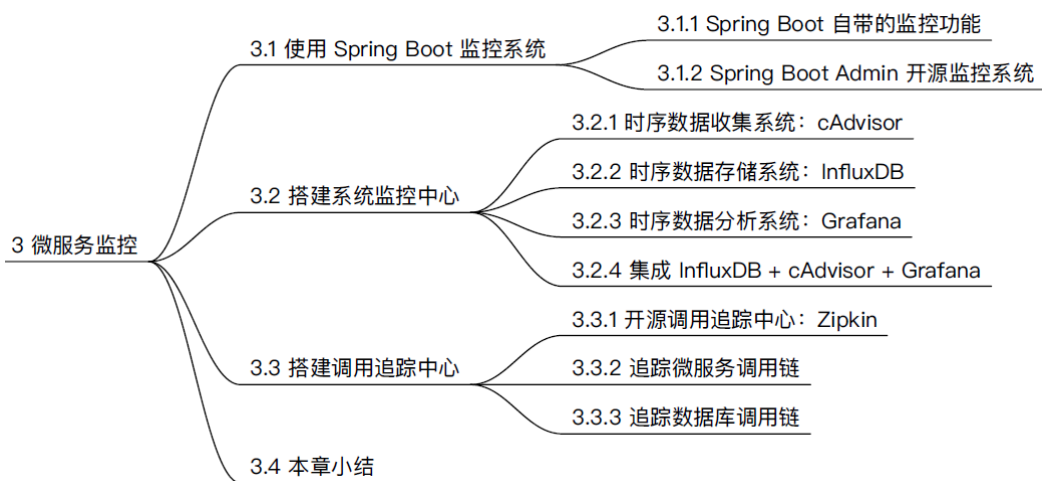 3 微服务监控
3.1 使用 Spring Boot 监控系统
3.1.1 Spring Boot 自带的监控功能
3.1.2 Spring Boot Admin 开源监控系统
3.2 搭建系统监控中心
3.2.1 时序数据收集系统：cAdvisor
3.2.2 时序数据存储系统：InfluxDB
3.2.3 时序数据分析系统：Grafana
3.2.4 集成 InfluxDB + cAdvisor + Grafana
3.3 搭建调用追踪中心
3.3.1 开源调用追踪中心：Zipkin
3.3.2 追踪微服务调用链
3.3.3 追踪数据库调用链
3.4 本章小结